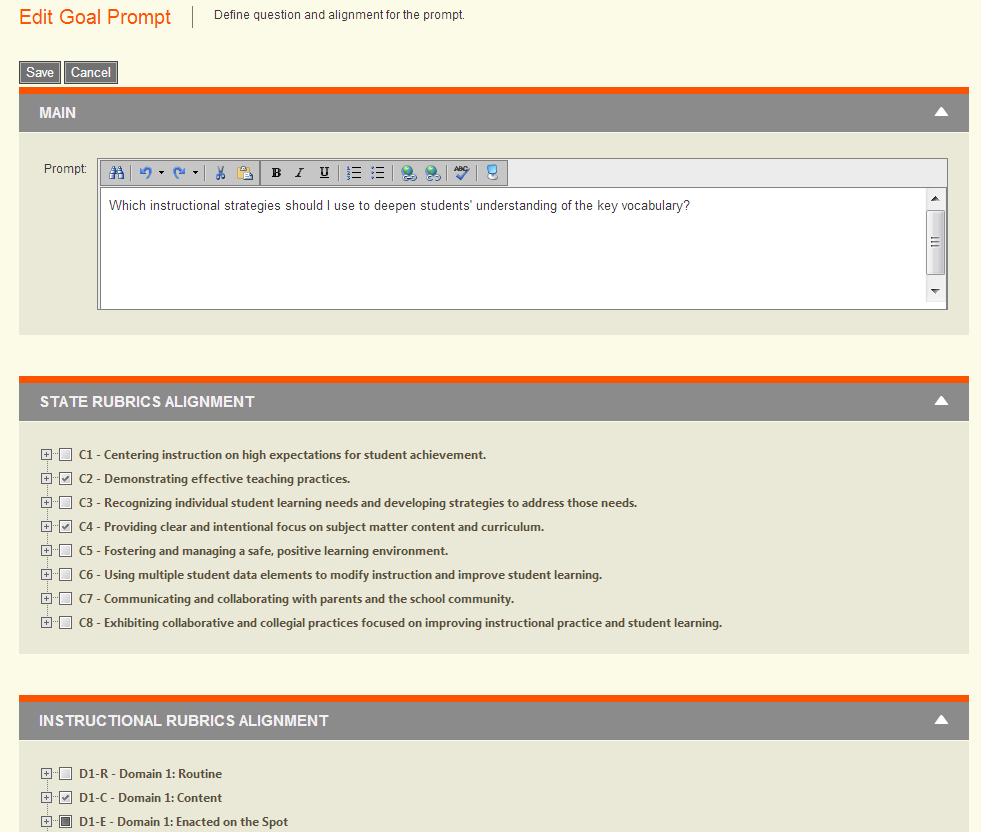 Edit Goal Prompt
Define question and alignment for the prompt.
Save Cancel
MAIN
Prompt:
B I U ABC
Which instructional strategies should I use to deepen students' understanding of the key vocabulary?
STATE RUBRICS ALIGNMENT
C1 - Centering instruction on high expectations for student achievement.
C2 - Demonstrating effective teaching practices.
C3 - Recognizing individual student learning needs and developing strategies to address those needs.
C4 - Providing clear and intentional focus on subject matter content and curriculum.
C5 - Fostering and managing a safe, positive learning environment.
C6 - Using multiple student data elements to modify instruction and improve student learning.
C7 - Communicating and collaborating with parents and the school community.
C8 - Exhibiting collaborative and collegial practices focused on improving instructional practice and student learning.
INSTRUCTIONAL RUBRICS ALIGNMENT
D1-R - Domain 1: Routine
D1-C - Domain 1: Content
D1-E - Domain 1: Enacted on the Spot